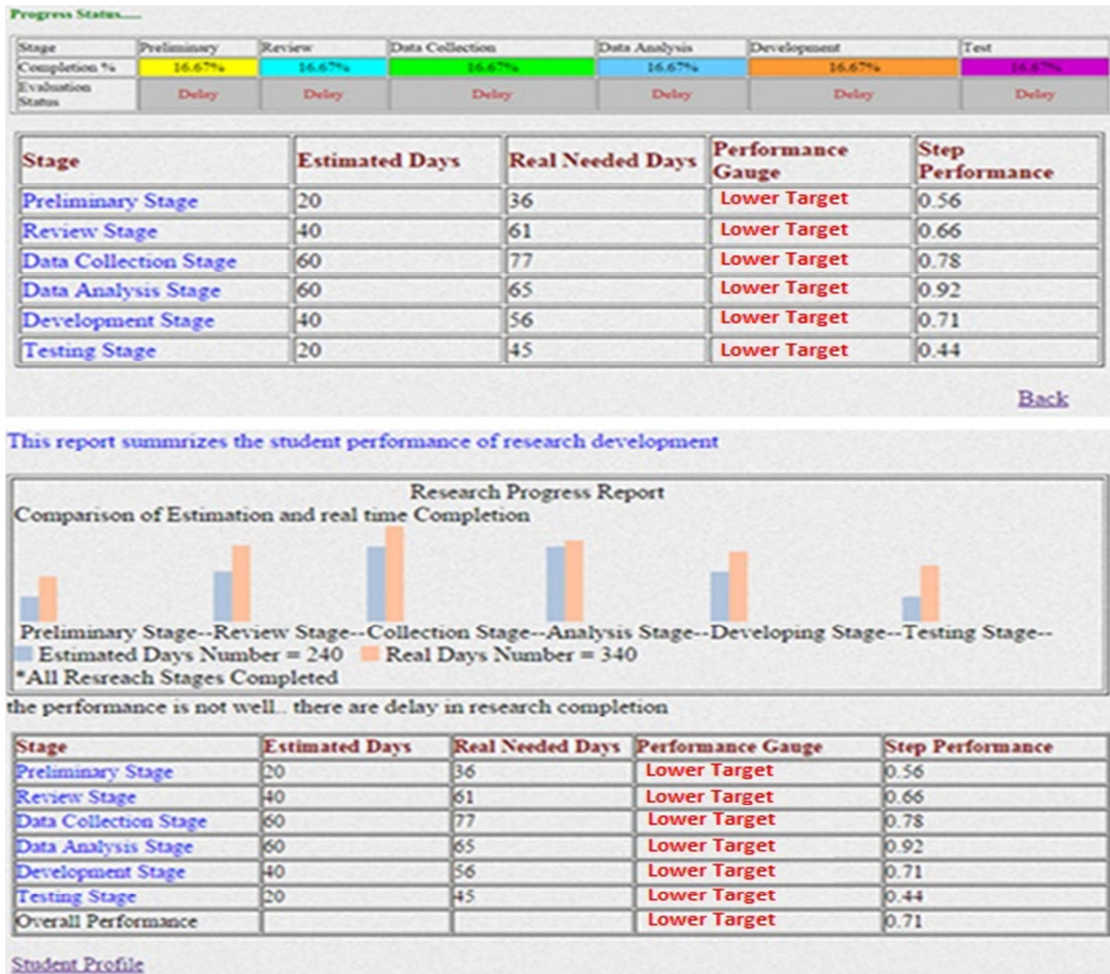 Progress Status.....
Stage Preliminary Review Data Collection Data Analysis Development Test
Completion % 16.67% 16.67% 16.67% 16.67% 16.67% 16.67%
Evaluation Status Delay Delay Delay Delay Delay Delay
Stage Estimated Days Real Needed Days Performance Gauge Step Performance
Preliminary Stage 20 36 Lower Target 0.56
Review Stage 40 61 Lower Target 0.66
Data Collection Stage 60 77 Lower Target 0.78
Data Analysis Stage 60 65 Lower Target 0.92
Development Stage 40 56 Lower Target 0.71
Testing Stage 20 45 Lower Target 0.44
Back
This report summrizes the student performance of research development
Research Progress Report
Comparison of Estimation and real time Completion
Preliminary Stage--Review Stage--Collection Stage--Analysis Stage--Developing Stage--Testing Stage--
Estimated Days Number = 240 Real Days Number = 340
*All Resreach Stages Completed
the performance is not well.. there are delay in research completion
Stage Estimated Days Real Needed Days Performance Gauge Step Performance
Preliminary Stage 20 36 Lower Target 0.56
Review Stage 40 61 Lower Target 0.66
Data Collection Stage 60 77 Lower Target 0.78
Data Analysis Stage 60 65 Lower Target 0.92
Development Stage 40 56 Lower Target 0.71
Testing Stage 20 45 Lower Target 0.44
Overall Performance Lower Target 0.71
Student Profile